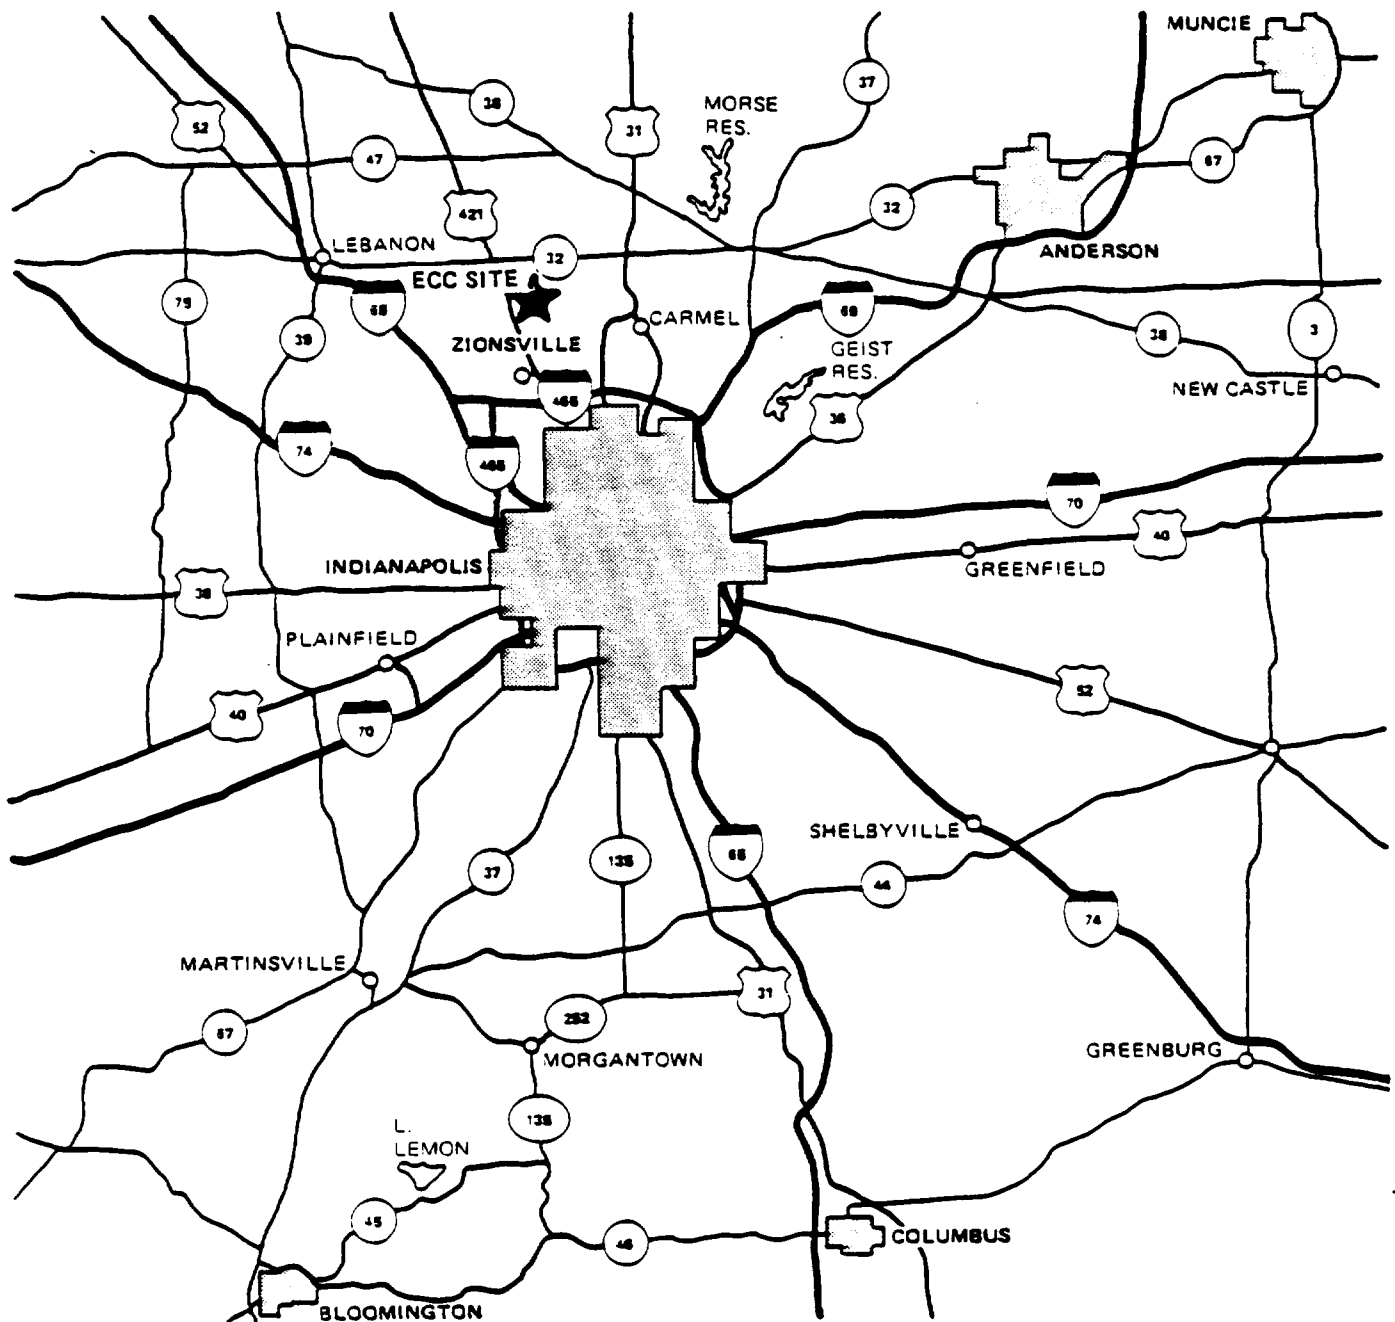 MUNCIE
37
38
MORSE
RES.
52
31
47
67
421
32
LEBANON
32
ANDERSON
ECC SITE
75
65
69
CARMEL
3
39
38
ZIONSVILLE
GEIST
RES.
465
NEW CASTLE
36
74
465
70
40
INDIANAPOLIS
GREENFIELD
36
PLAINFIELD
52
40
70
SHELBYVILLE
135
65
37
44
74
MARTINSVILLE
31
252
67
GREENBURG
MORGANTOWN
135
L.
LEMON
45
46
COLUMBUS
BLOOMINGTON